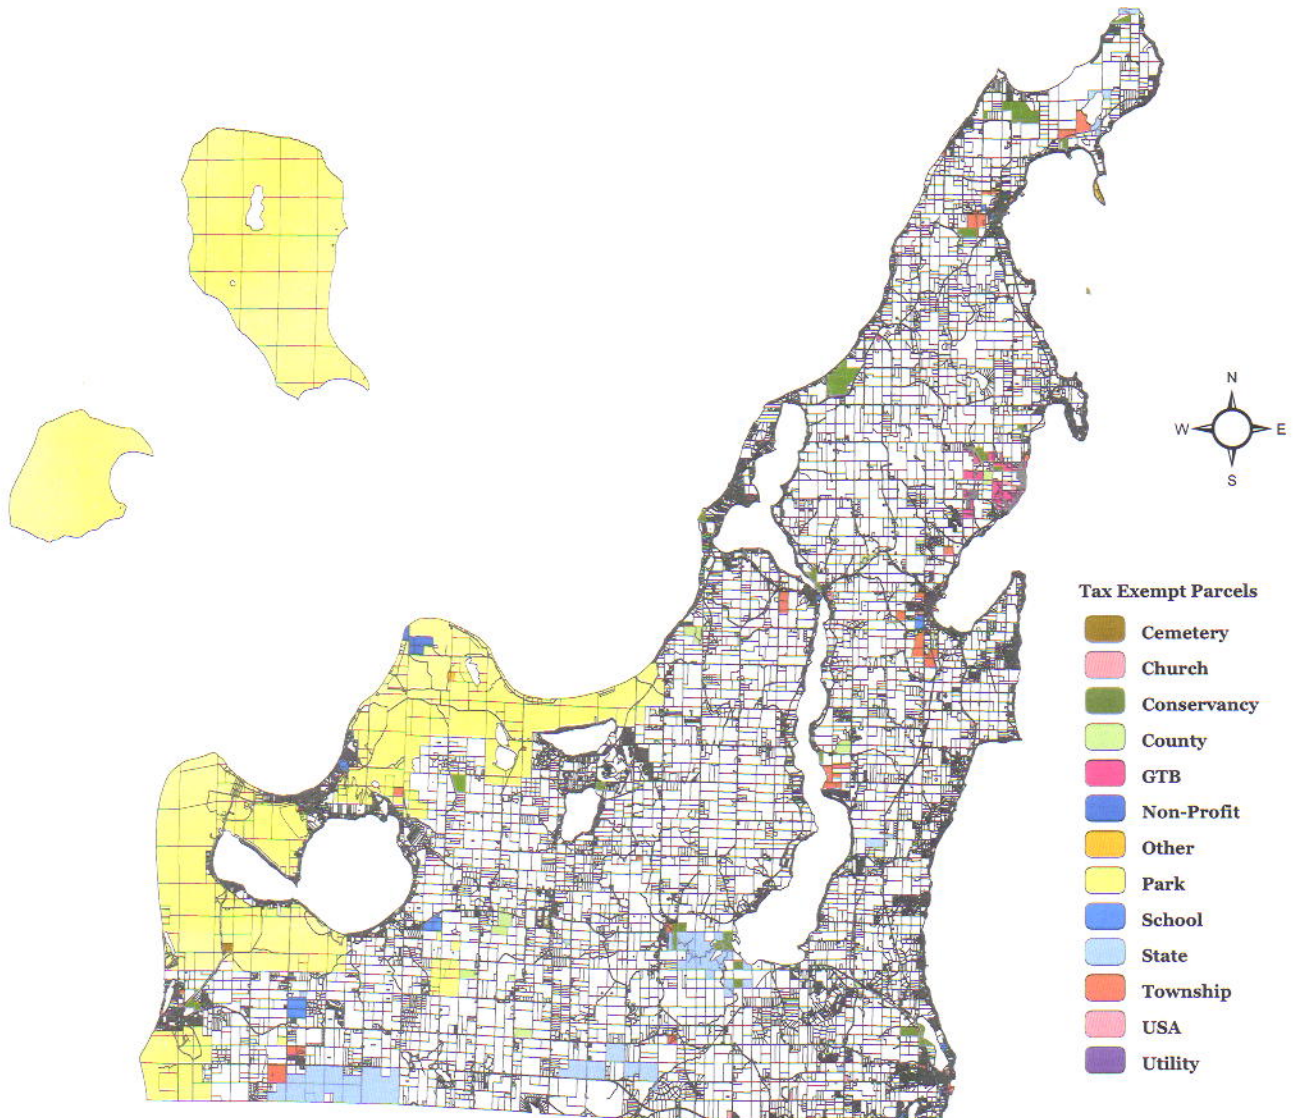 N
W E
S
Tax Exempt Parcels
Cemetery
Church
Conservancy
County
GTB
Non-Profit
Other
Park
School
State
Township
USA
Utility